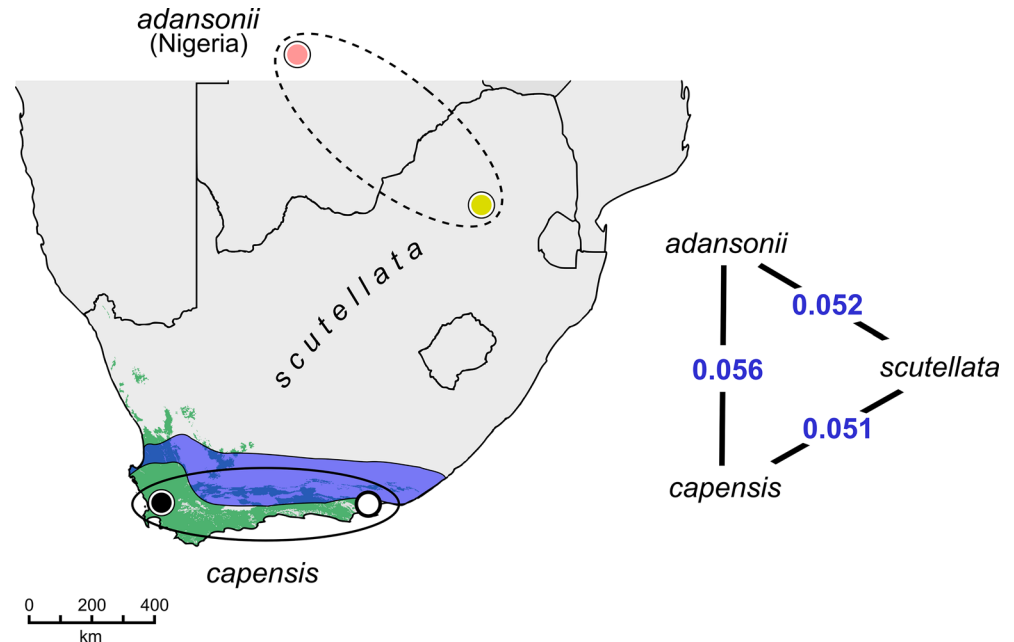 adansonii
(Nigeria)
scutellata
adansonii
0.052
0.056
scutellata
0.051
capensis
capensis
0 200 400
km